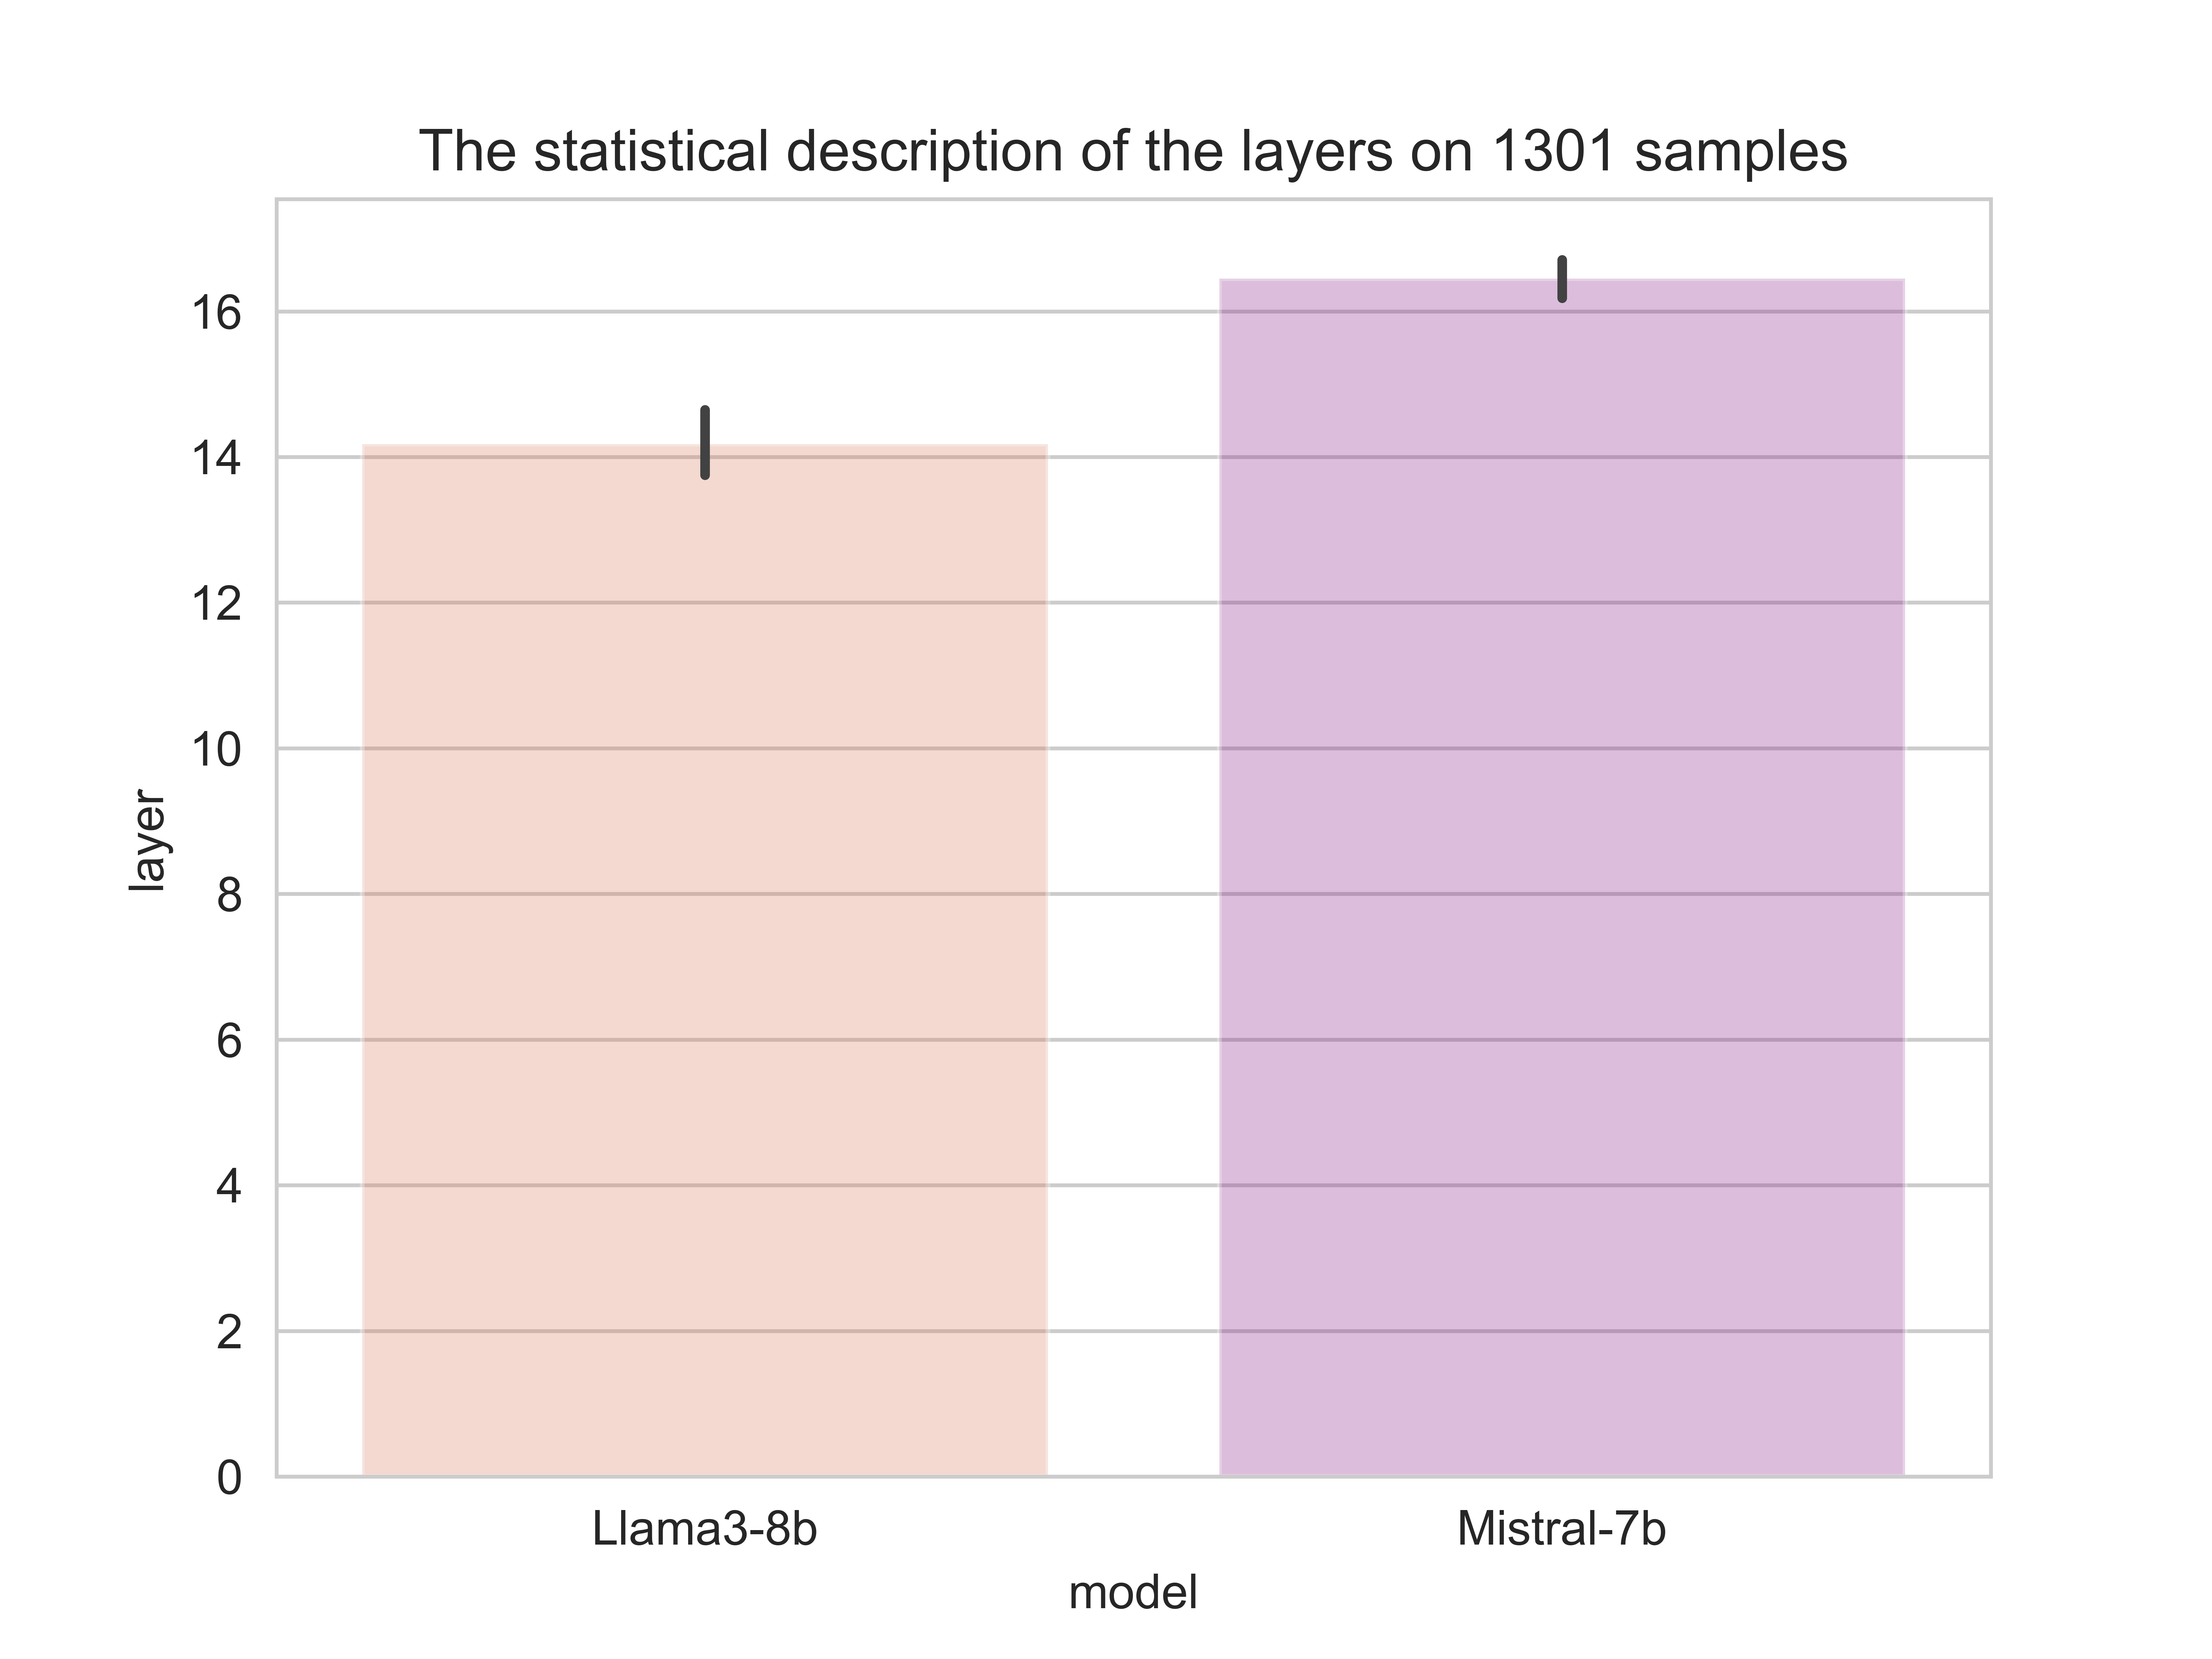 The statistical description of the layers on 1301 samples
16
14
12
10
8
6
4
2
0
layer
Llama3-8b
Mistral-7b
model